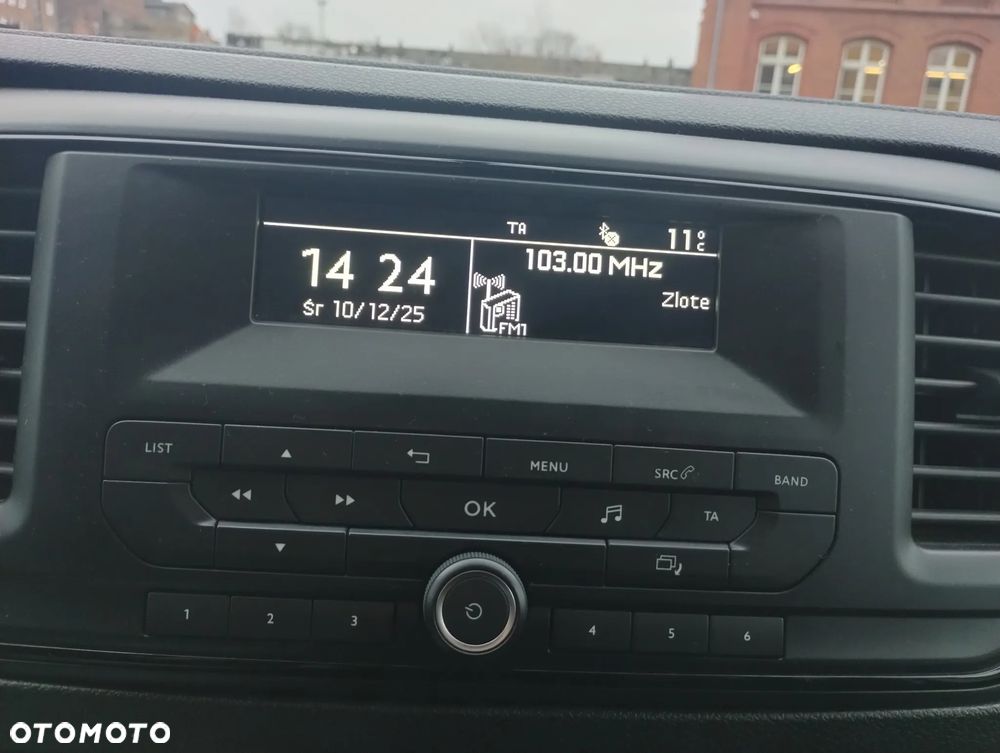 TA 11°C
14 24
103.00 MHz
Śr 10/12/25
Zlote
FM1
LIST
MENU
SRC
BAND
OK
TA
1 2 3 4 5 6
OTOMOTO